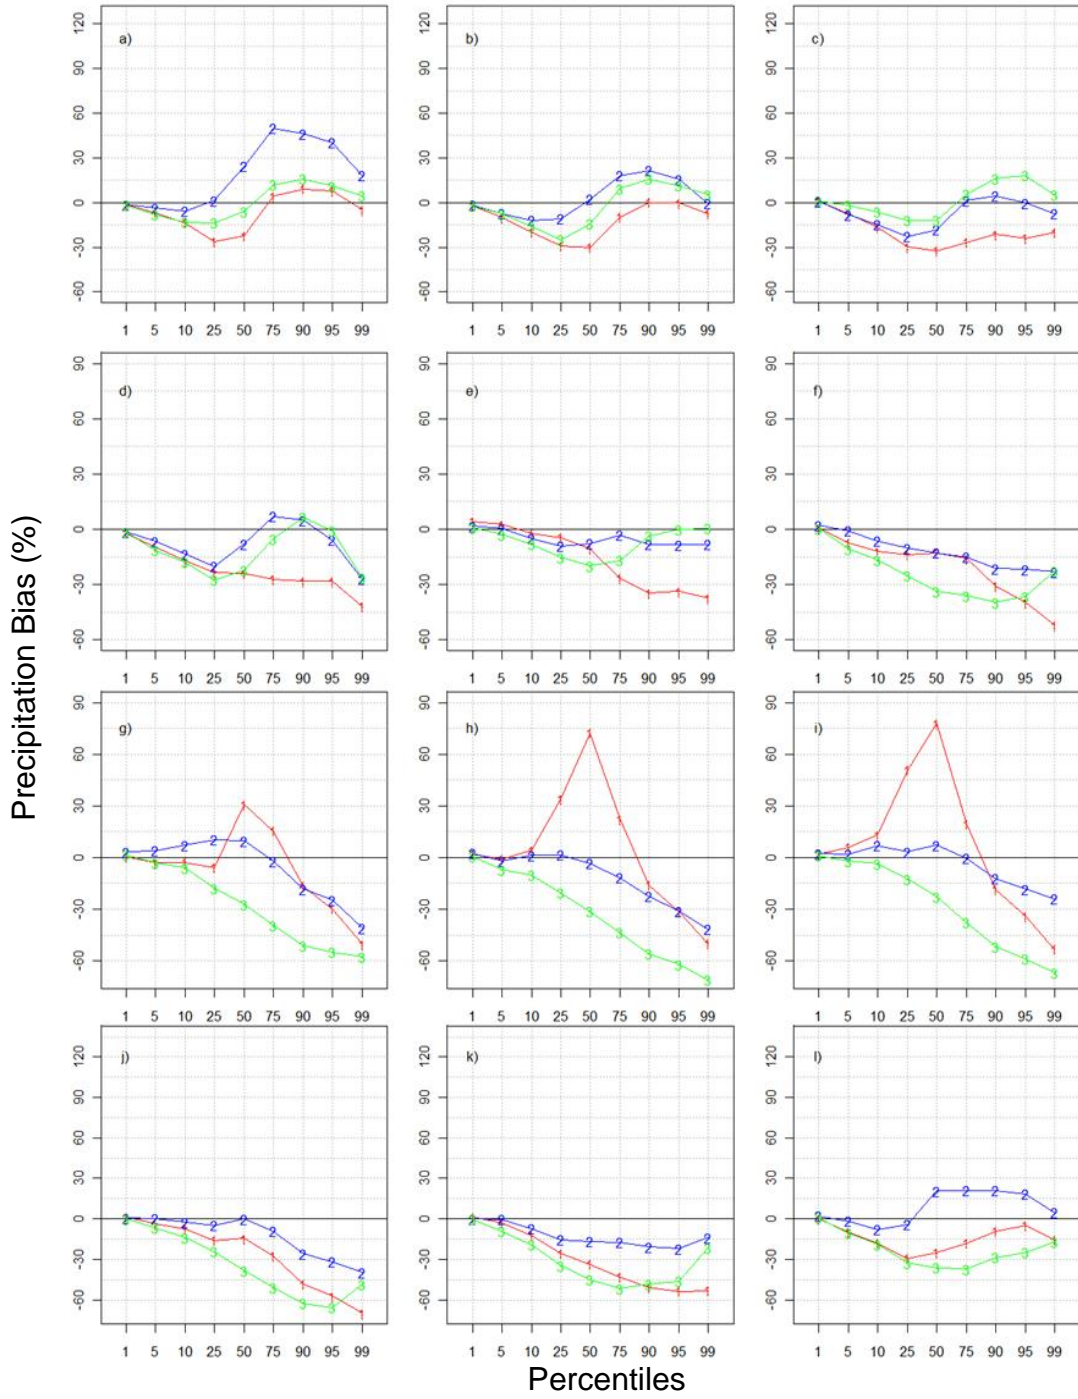 Precipitation Bias (%)
a)
b)
c)
-60 -30 0 30 60 90 120
-60 -30 0 30 60 90 120
-60 -30 0 30 60 90 120
1 5 10 25 50 75 90 95 99
1 5 10 25 50 75 90 95 99
1 5 10 25 50 75 90 95 99
d)
e)
f)
-60 -30 0 30 60 90
-60 -30 0 30 60 90
-60 -30 0 30 60 90
1 5 10 25 50 75 90 95 99
1 5 10 25 50 75 90 95 99
1 5 10 25 50 75 90 95 99
g)
h)
i)
-60 -30 0 30 60 90
-60 -30 0 30 60 90
-60 -30 0 30 60 90
1 5 10 25 50 75 90 95 99
1 5 10 25 50 75 90 95 99
1 5 10 25 50 75 90 95 99
j)
k)
l)
-60 -30 0 30 60 90 120
-60 -30 0 30 60 90 120
-60 -30 0 30 60 90 120
1 5 10 25 50 75 90 95 99
1 5 10 25 50 75 90 95 99
1 5 10 25 50 75 90 95 99
Percentiles